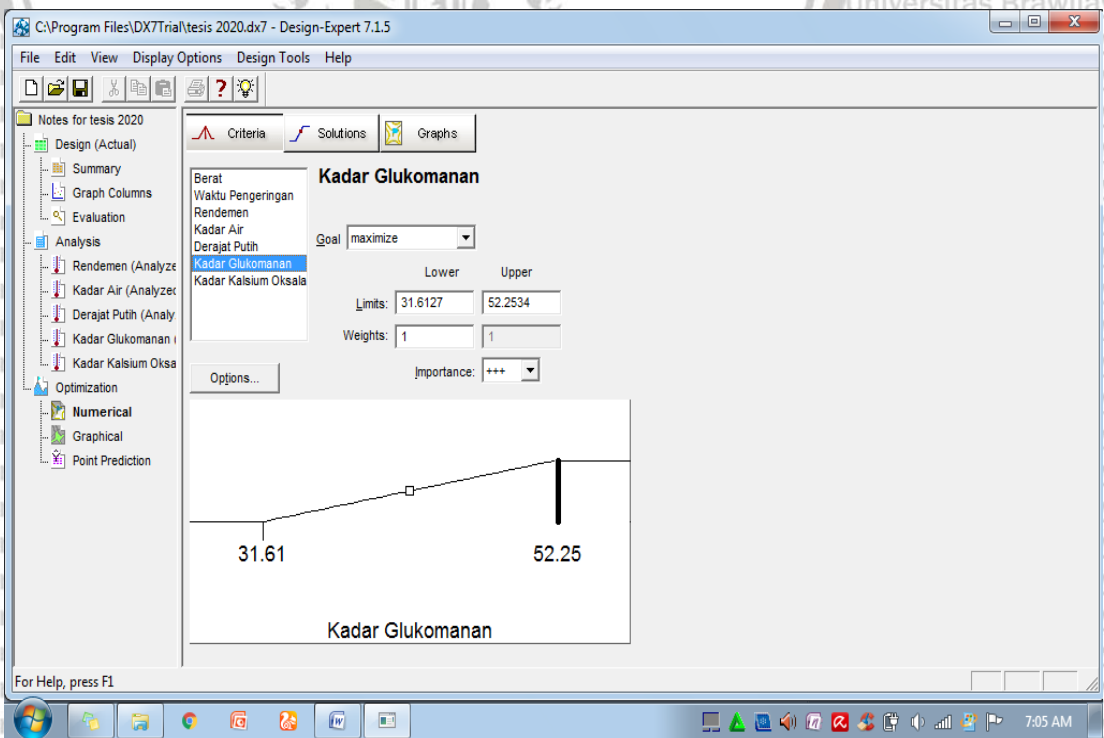 Universitas Brawijaya
C:\Program Files\DX7Trial\tesis 2020.dx7 - Design-Expert 7.1.5
File Edit View Display Options Design Tools Help
Notes for tesis 2020
Design (Actual)
Summary
Graph Columns
Evaluation
Analysis
Rendemen (Analyze
Kadar Air (Analyzed
Derajat Putih (Analy
Kadar Glukomanan (
Kadar Kalsium Oksa
Optimization
Numerical
Graphical
Point Prediction
Criteria
Solutions
Graphs
Berat
Waktu Pengeringan
Rendemen
Kadar Air
Derajat Putih
Kadar Glukomanan
Kadar Kalsium Oksala
Options...
Kadar Glukomanan
Goal maximize
Lower Upper
Limits: 31.6127 52.2534
Weights: 1 1
Importance: +++
31.61 52.25
Kadar Glukomanan
For Help, press F1
7:05 AM